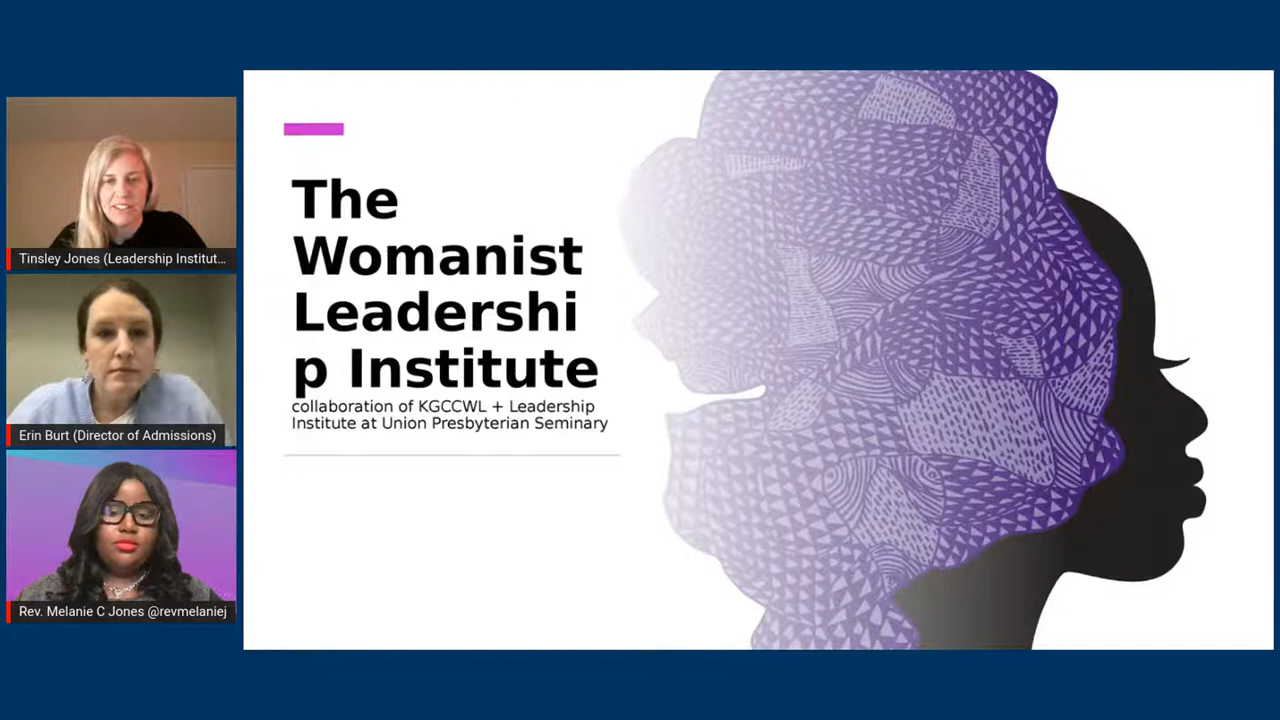 Tinsley Jones (Leadership Institut...
Erin Burt (Director of Admissions)
Rev. Melanie C Jones @revmelaniej
The
Womanist
Leadershi
p Institute
collaboration of KGCCWL + Leadership
Institute at Union Presbyterian Seminary